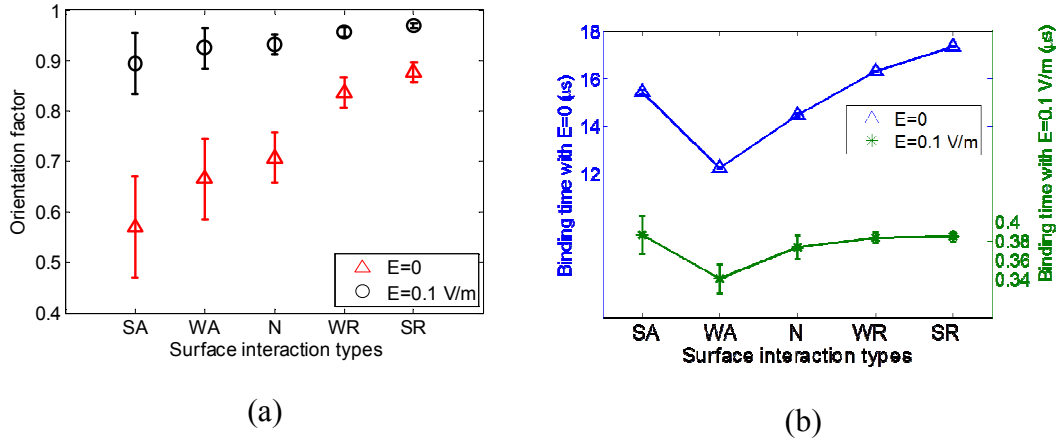 1
0.9
0.8
0.7
0.6
0.5
0.4
Orientation factor
E=0
E=0.1 V/m
SA WA N WR SR
Surface interaction types
(a)
18
16
14
12
Binding time with E=0 (μs)
E=0
E=0.1 V/m
0.4
0.38
0.36
0.34
Binding time with E=0.1 V/m (μs)
SA WA N WR SR
Surface interaction types
(b)